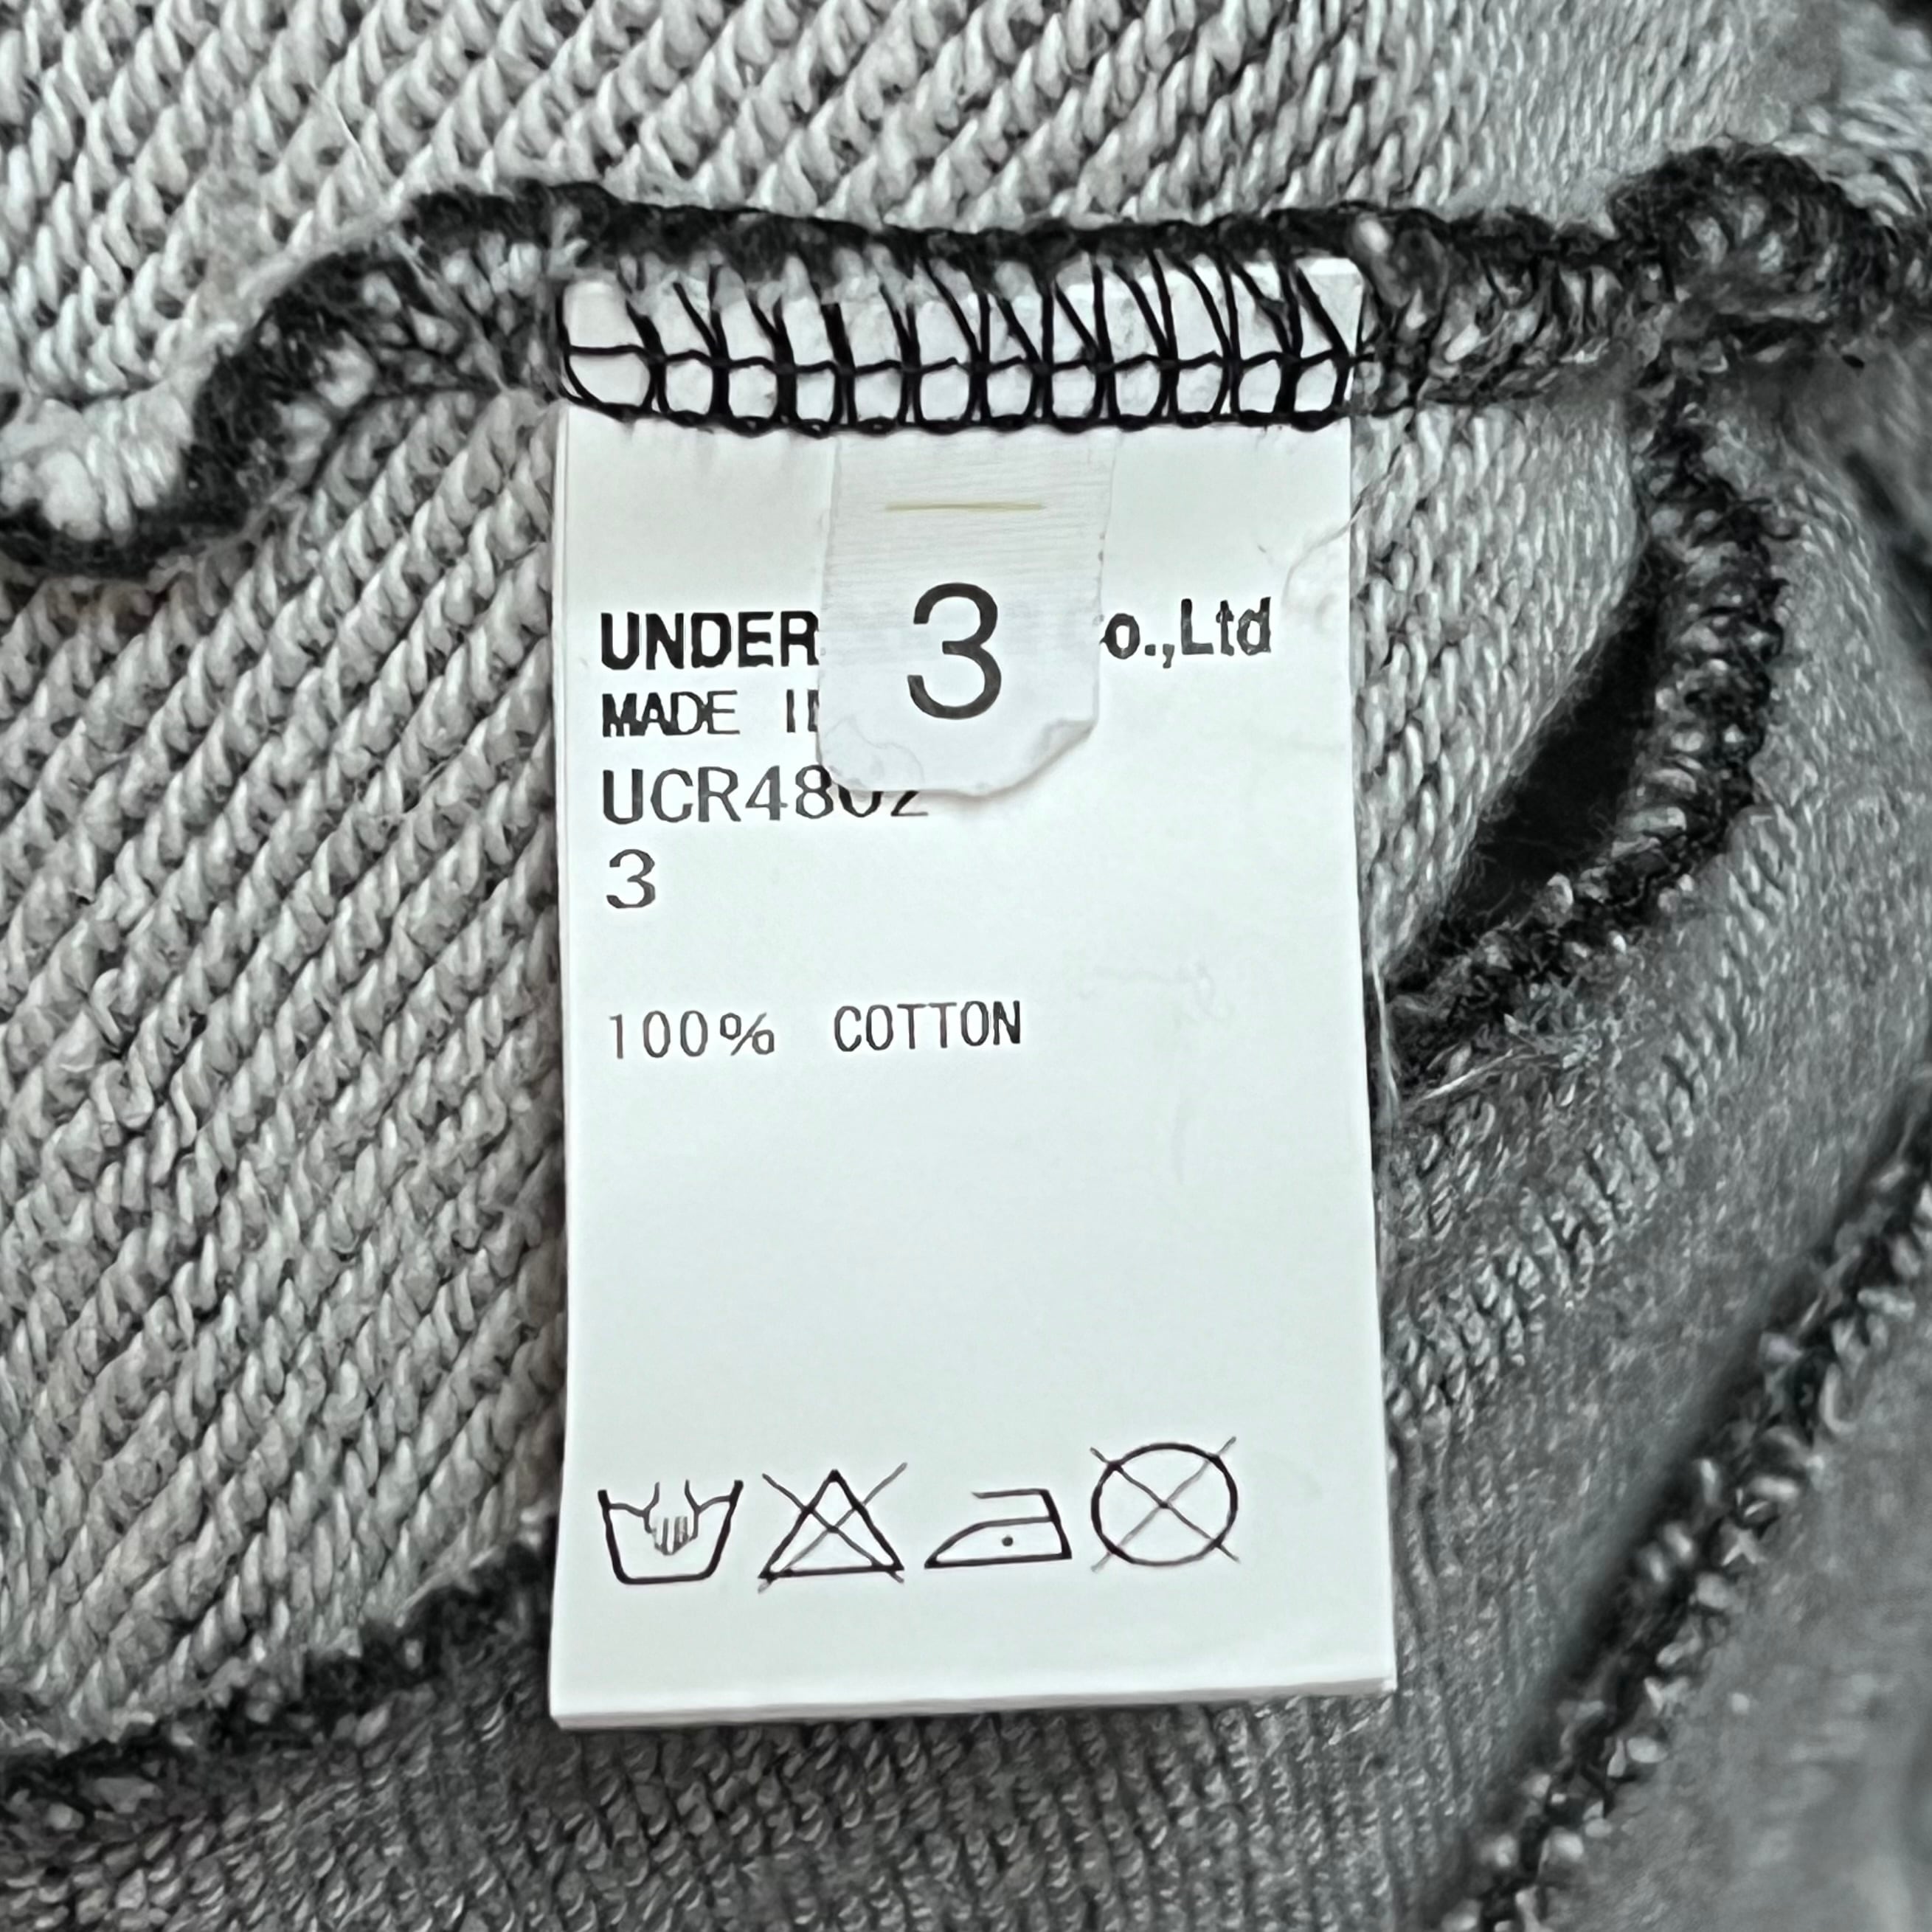 3
UNDER o.,Ltd
MADE
UCR4802
3
100% COTTON